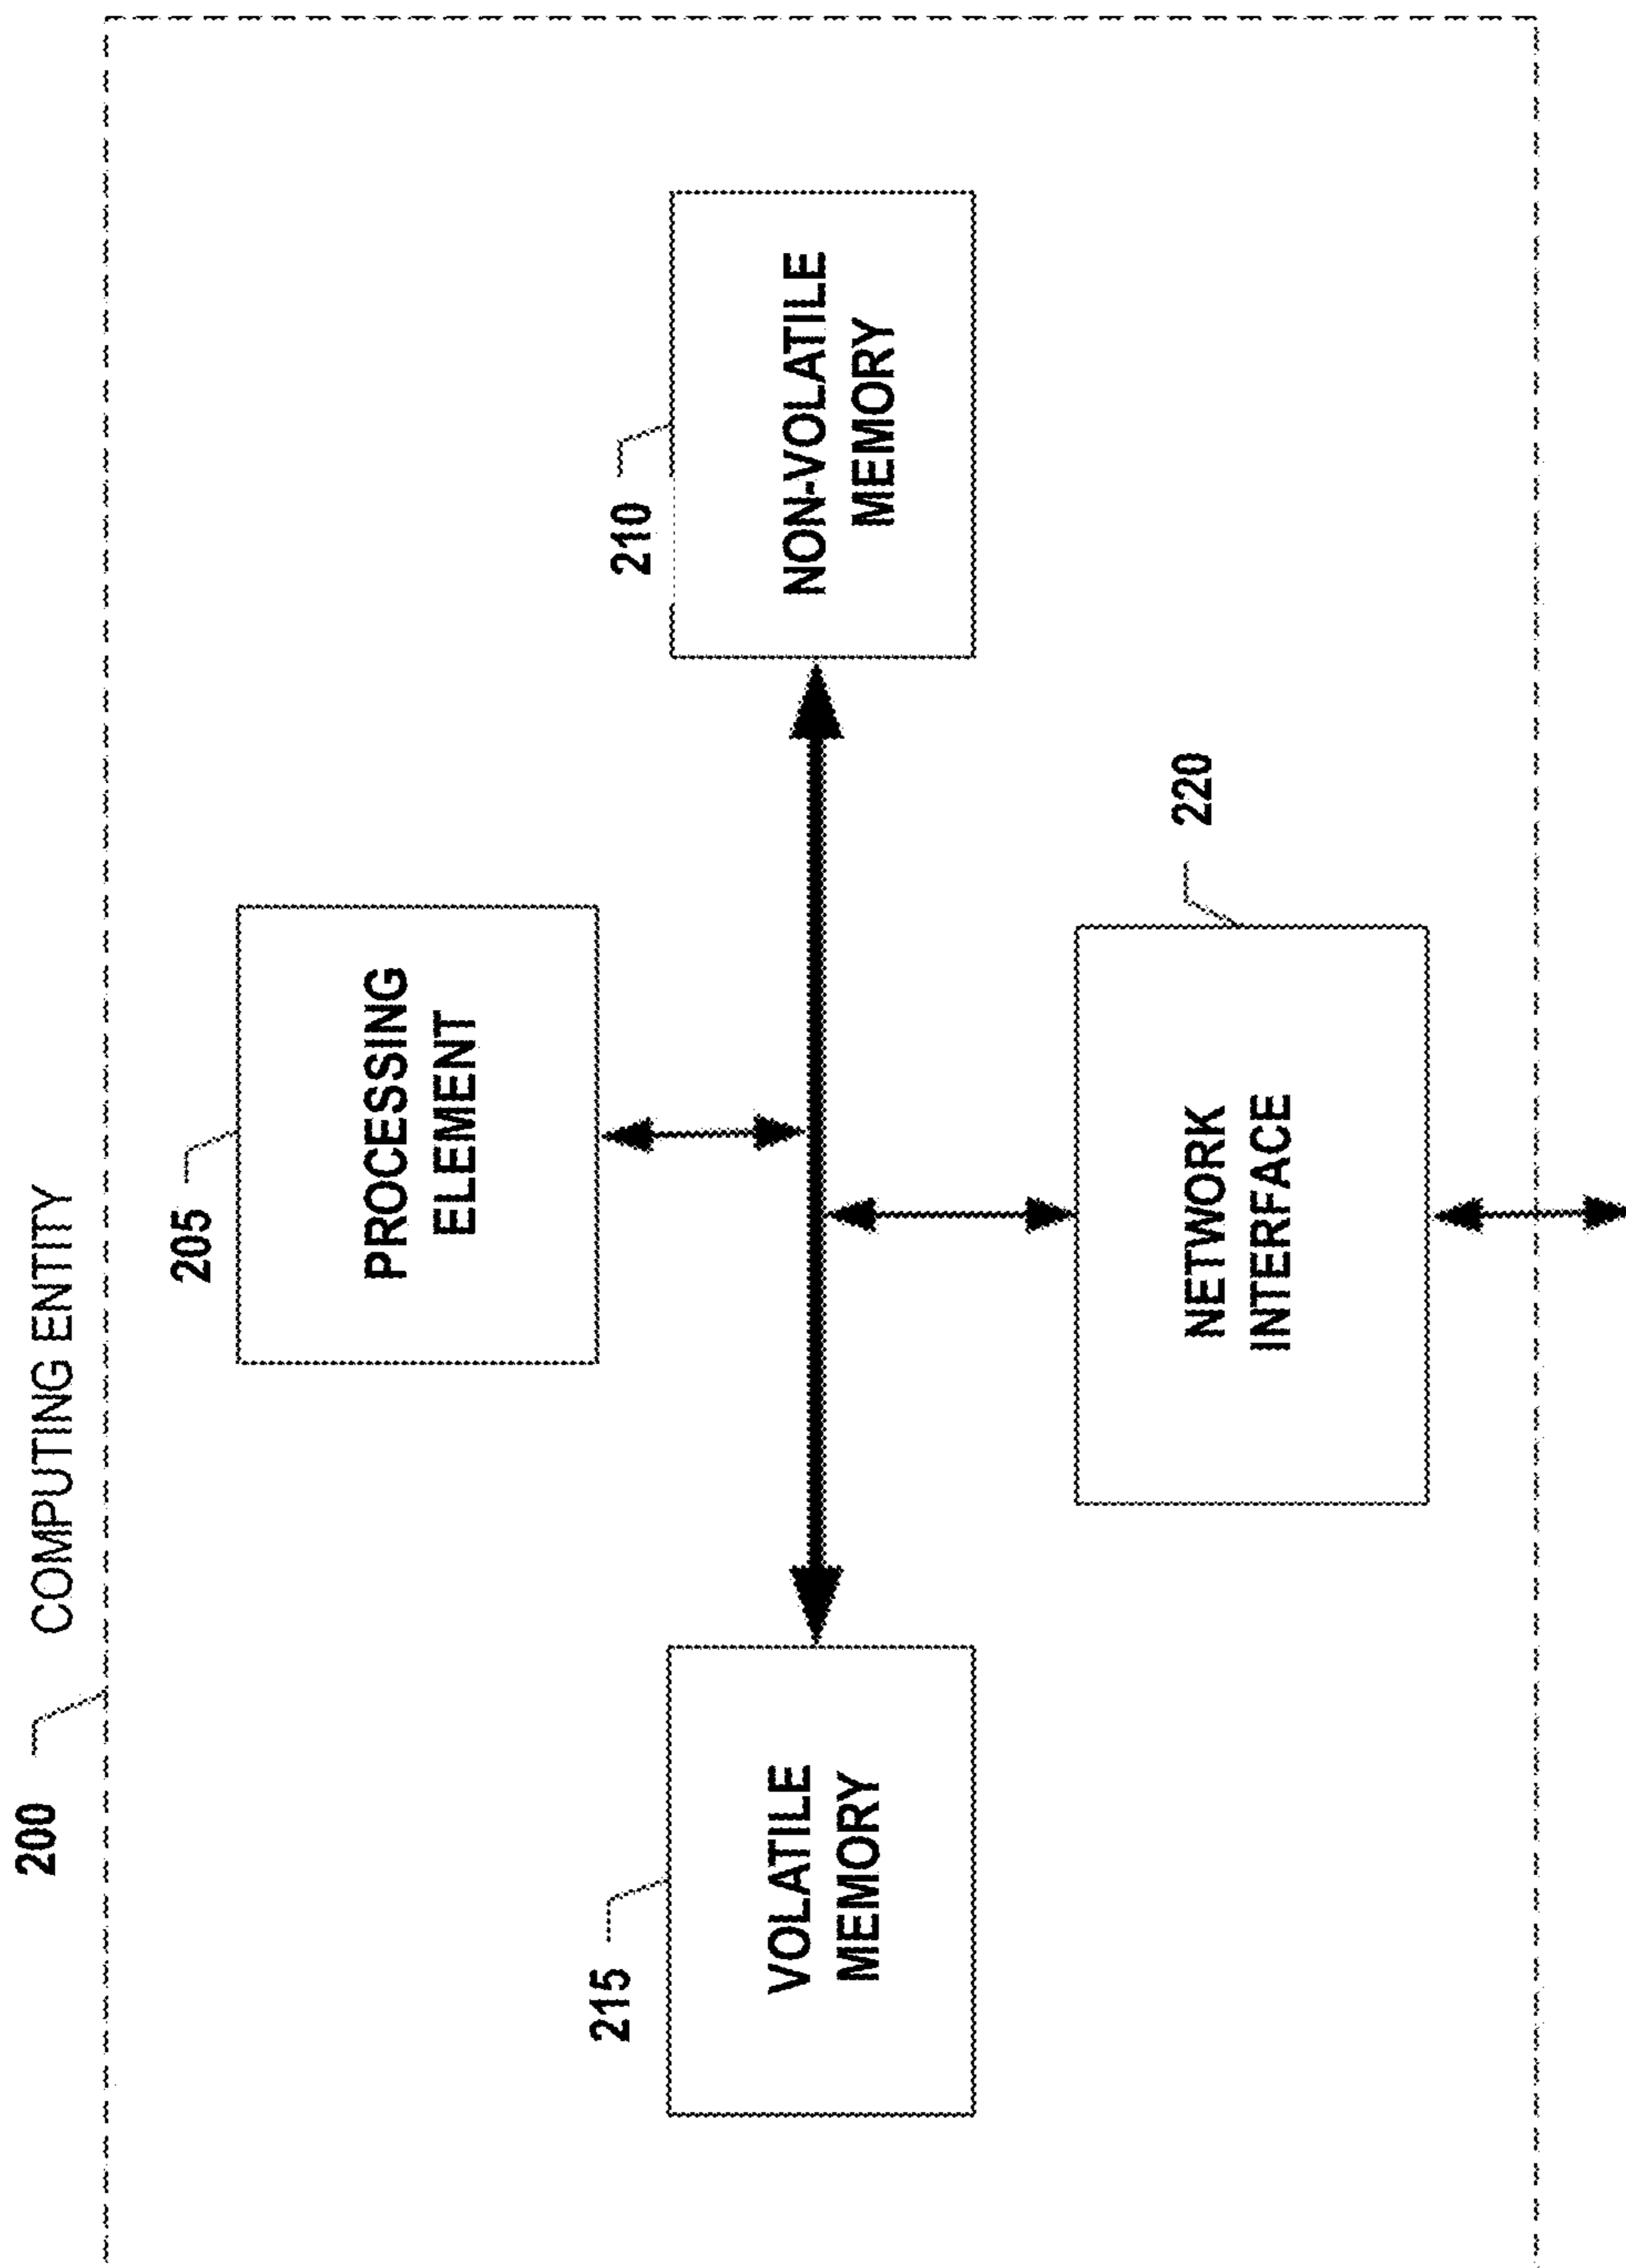 200
COMPUTING ENTITY
205
PROCESSING
ELEMENT
215
VOLATILE
MEMORY
210
NON-VOLATILE
MEMORY
220
NETWORK
INTERFACE